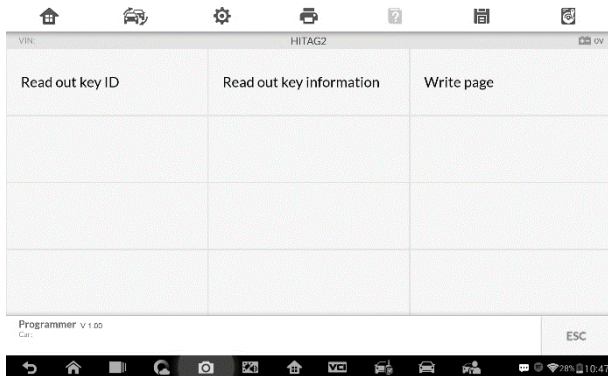 VIN:
HITAG2
0V
Read out key ID
Read out key information
Write page
Programmer V 1.00
Car:
ESC
VCI
28%
10:47